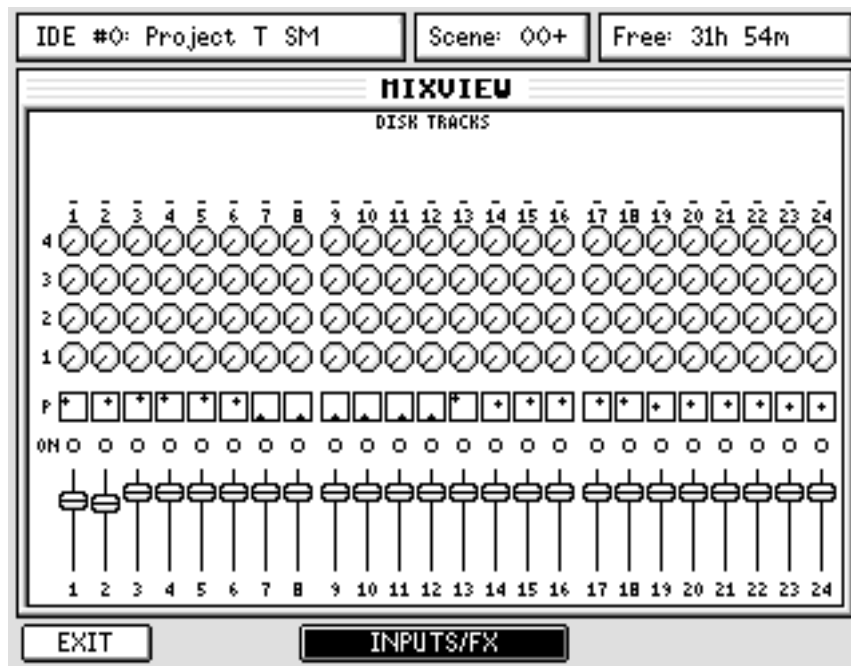 IDE #0: Project T SM
Scene: 00+
Free: 31h 54m
MIXVIEW
DISK TRACKS
1 2 3 4 5 6 7 8 9 10 11 12 13 14 15 16 17 18 19 20 21 22 23 24
4
3
2
1
P
ON
1 2 3 4 5 6 7 8 9 10 11 12 13 14 15 16 17 18 19 20 21 22 23 24
EXIT
INPUTS/FX